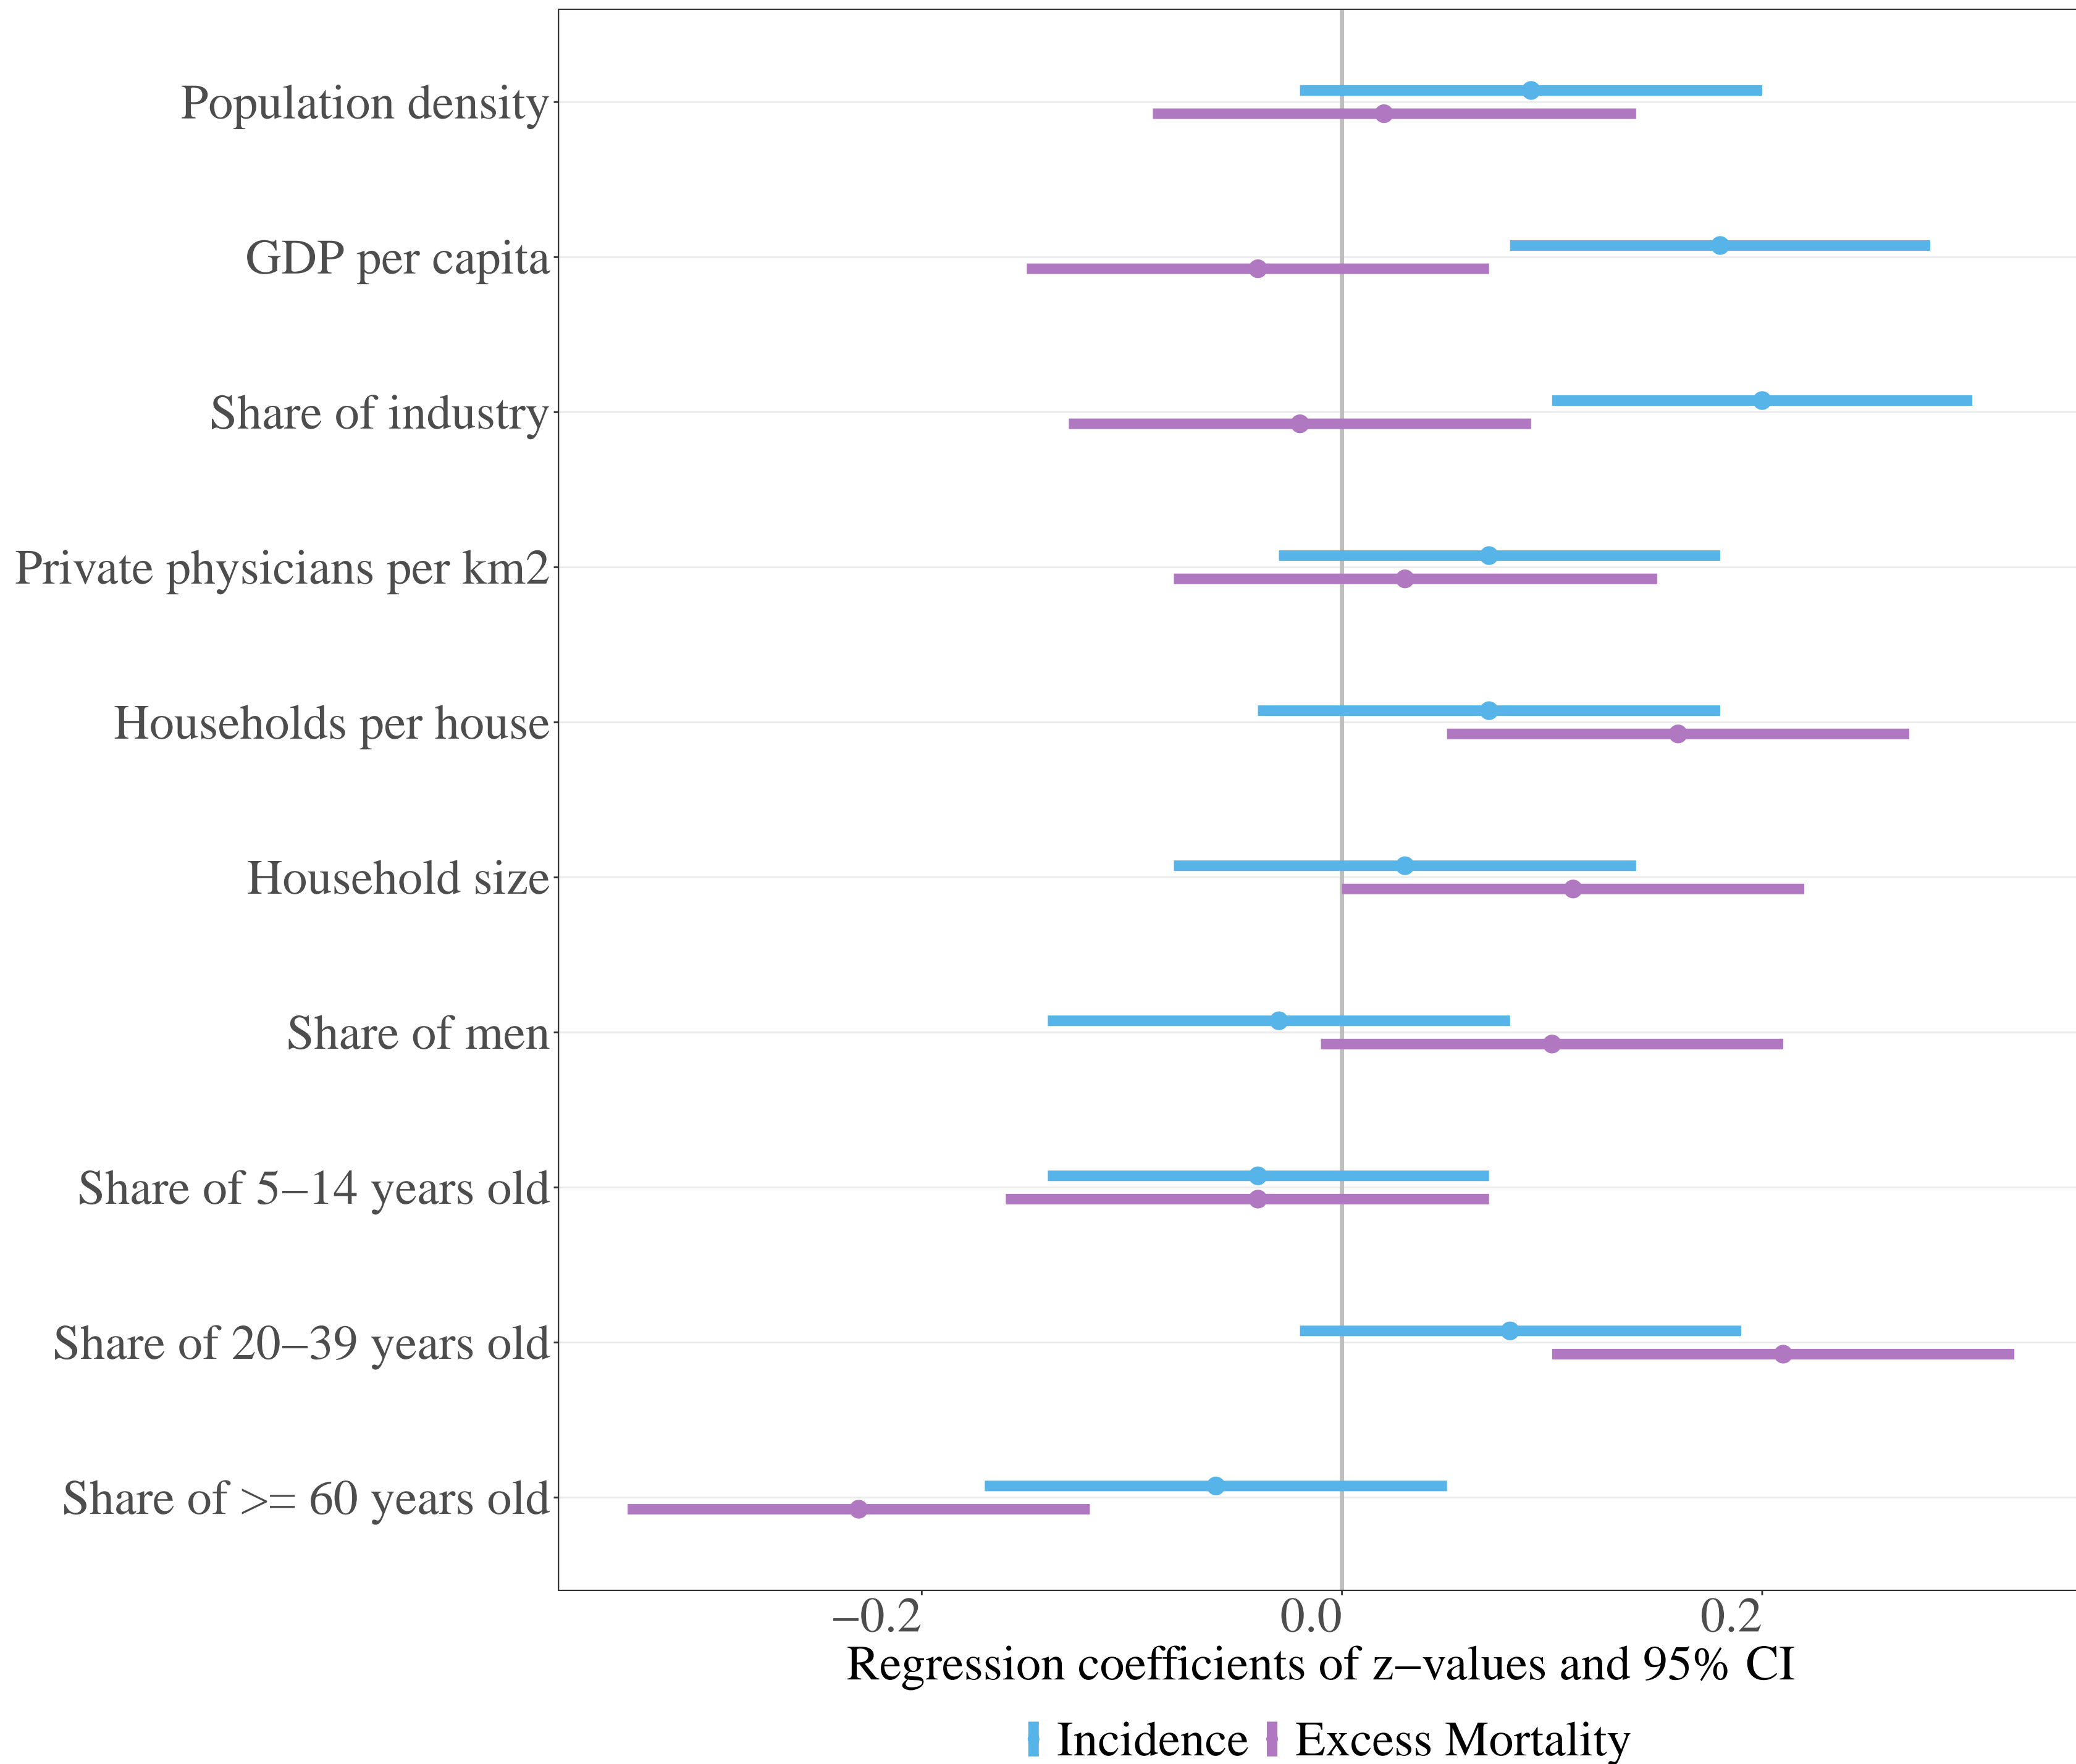 Population density
GDP per capita
Share of industry
Private physicians per km2
Households per house
Household size
Share of men
Share of 5–14 years old
Share of 20–39 years old
Share of >= 60 years old
−0.2 0.0 0.2
Regression coefficients of z−values and 95% CI
Incidence Excess Mortality